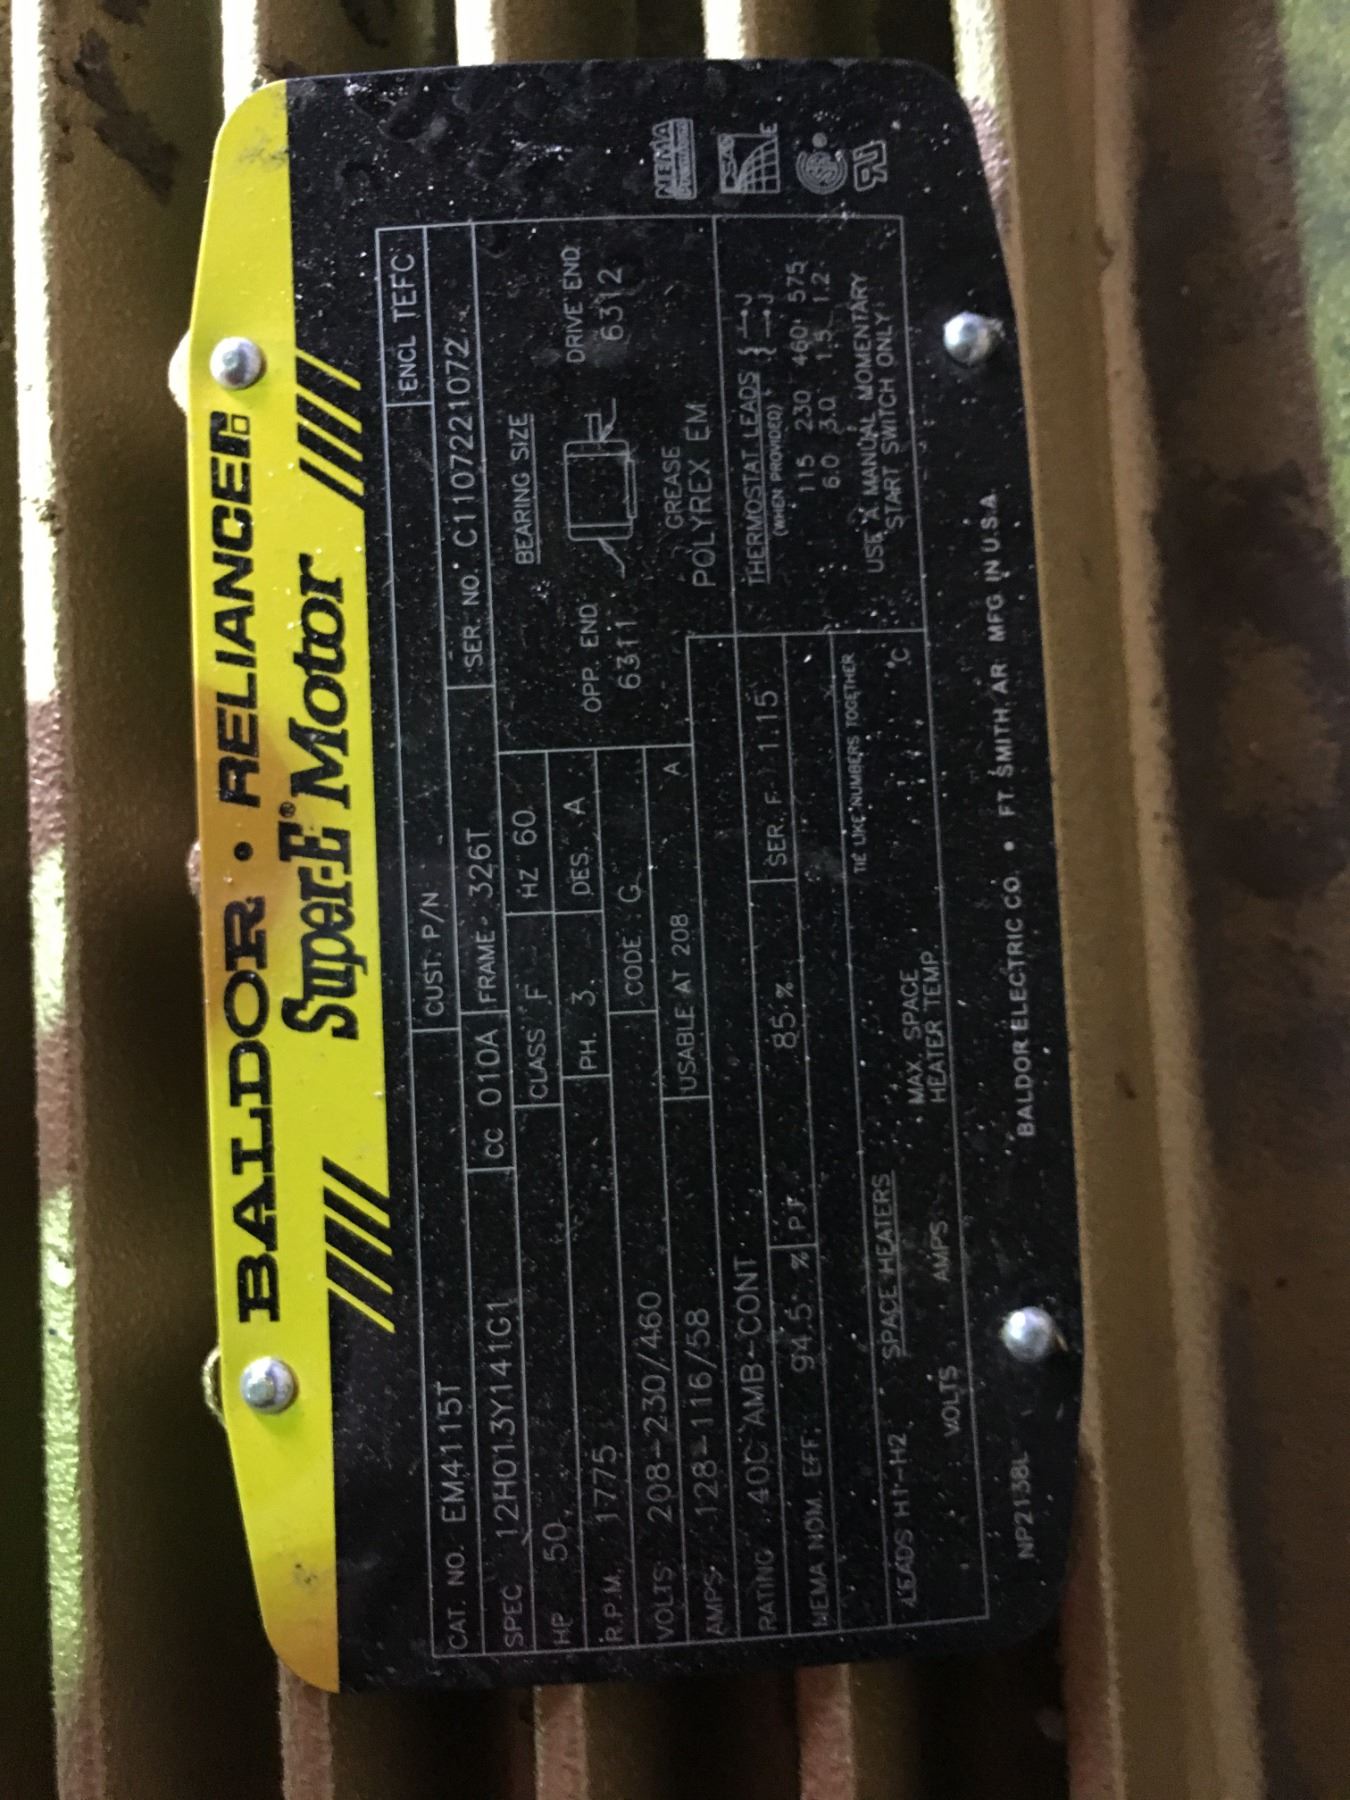 BALDOR • RELIANCER
Super-E® Motor
CAT. NO. EM4115T CUST. P/N ENCL TEFC
SPEC 12H013Y141G1 CC 010A FRAME 326T SER. NO. C1107221072
HP 50 CLASS F HZ 60
R.P.M. 1775 PH. 3 DES. A
VOLTS 208-230/460 CODE G
AMPS 128-116/58 USABLE AT 208 A A
RATING 40C AMB-CONT
NEMA NOM. EFF. 94.5 % P.F. 85 % SER. F. 1.15
TIE LIKE NUMBERS TOGETHER
LEADS H1-H2 SPACE HEATERS MAX. SPACE
HEATER TEMP. °C
VOLTS AMPS
BEARING SIZE
OPP. END DRIVE END
6311 6312
GREASE
POLYREX EM
THERMOSTAT LEADS { J
(WHEN PROVIDED) { J
115 230 460 575
6.0 3.0 1.5 1.2
USE A MANUAL MOMENTARY
START SWITCH ONLY
NEMA
Premium
E
NP2138L BALDOR ELECTRIC CO. • FT. SMITH, AR MFG IN U.S.A.